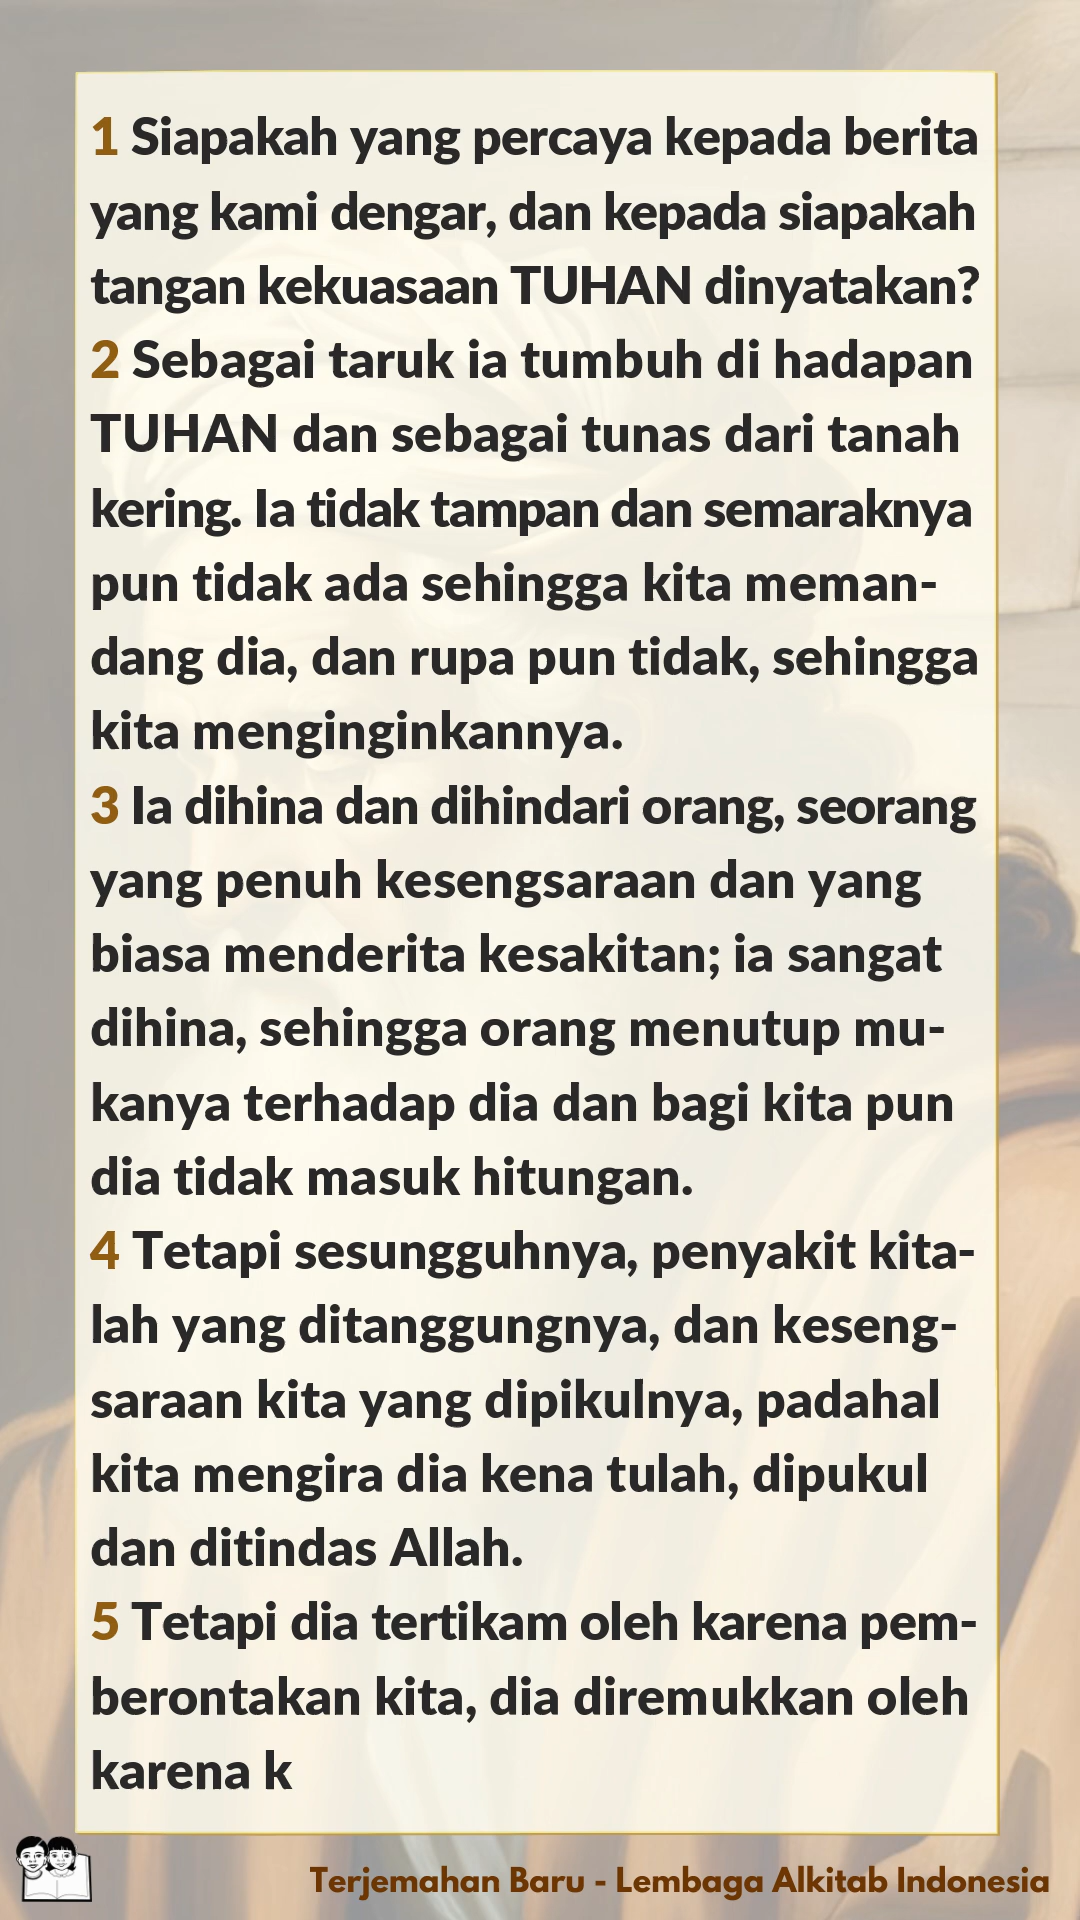 1 Siapakah yang percaya kepada berita
yang kami dengar, dan kepada siapakah
tangan kekuasaan TUHAN dinyatakan?
2 Sebagai taruk ia tumbuh di hadapan
TUHAN dan sebagai tunas dari tanah
kering. Ia tidak tampan dan semaraknya
pun tidak ada sehingga kita meman-
dang dia, dan rupa pun tidak, sehingga
kita menginginkannya.
3 Ia dihina dan dihindari orang, seorang
yang penuh kesengsaraan dan yang
biasa menderita kesakitan; ia sangat
dihina, sehingga orang menutup mu-
kanya terhadap dia dan bagi kita pun
dia tidak masuk hitungan.
4 Tetapi sesungguhnya, penyakit kita-
lah yang ditanggungnya, dan keseng-
saraan kita yang dipikulnya, padahal
kita mengira dia kena tulah, dipukul
dan ditindas Allah.
5 Tetapi dia tertikam oleh karena pem-
berontakan kita, dia diremukkan oleh
karena k
Terjemahan Baru - Lembaga Alkitab Indonesia